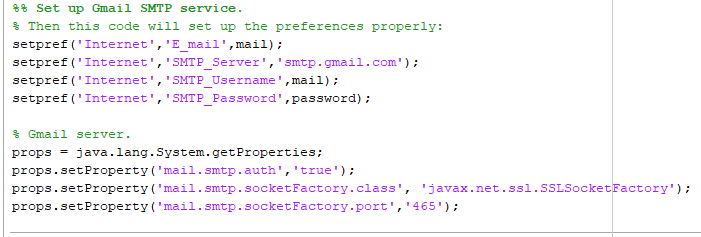 %% Set up Gmail SMTP service.
% Then this code will set up the preferences properly:
setpref('Internet','E_mail',mail);
setpref('Internet','SMTP_Server','smtp.gmail.com');
setpref('Internet','SMTP_Username',mail);
setpref('Internet','SMTP_Password',password);

% Gmail server.
props = java.lang.System.getProperties;
props.setProperty('mail.smtp.auth','true');
props.setProperty('mail.smtp.socketFactory.class', 'javax.net.ssl.SSLSocketFactory');
props.setProperty('mail.smtp.socketFactory.port','465');